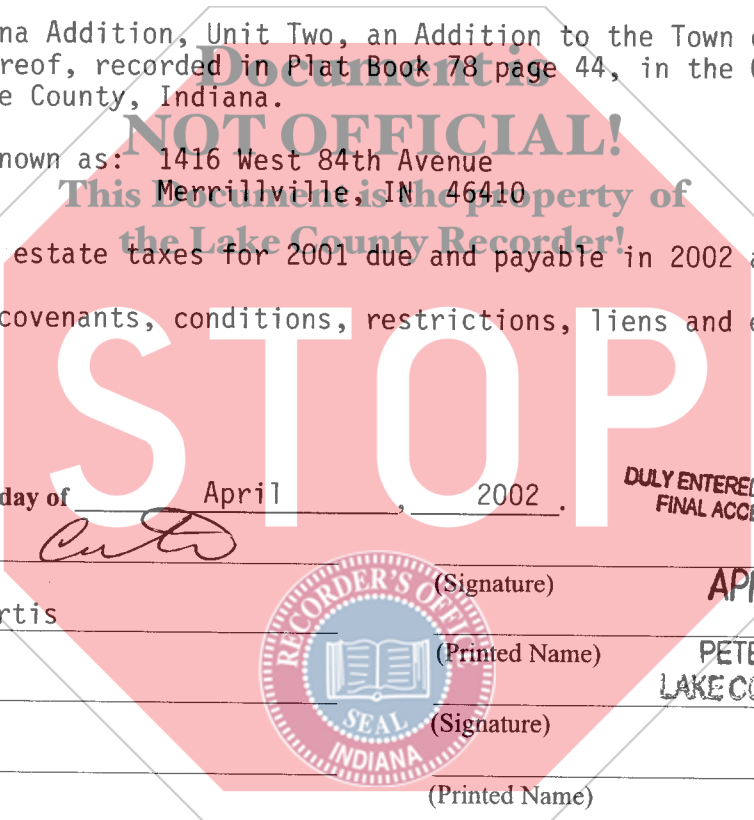 na Addition, Unit Two, an Addition to the Town
Document is
reof, recorded in Plat Book 78 page 44, in the
e County, Indiana.
NOT OFFICIAL!
nown as: 1416 West 84th Avenue
This Document is the property of
Merrillville, IN 46410
the Lake County Recorder!
estate taxes for 2001 due and payable in 2002 a
covenants, conditions, restrictions, liens and e
STOP
day of April, 2002.
DULY ENTERED
FINAL ACCE
Curtis
(Signature)
APR
rtis
(Printed Name)
PETE
LAKE CO
(Signature)
(Printed Name)
RECORDER'S OFFICE
SEAL
INDIANA